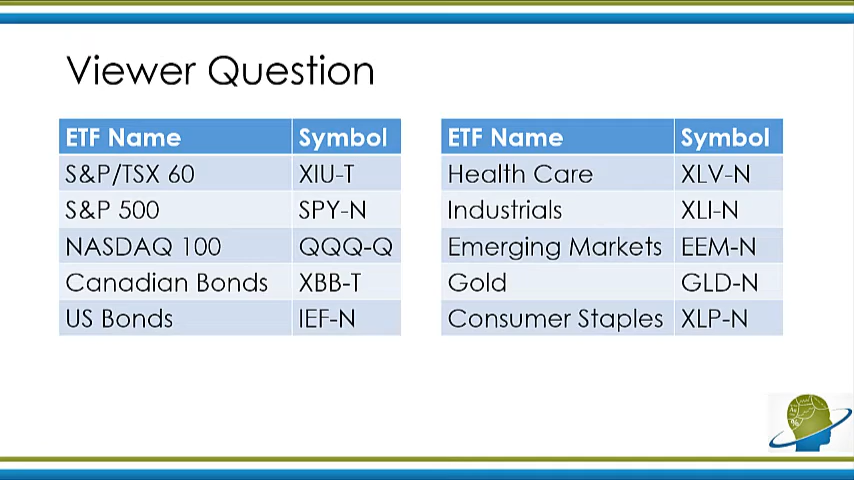 Viewer Question
ETF Name Symbol
S&P/TSX 60 XIU-T
S&P 500 SPY-N
NASDAQ 100 QQQ-Q
Canadian Bonds XBB-T
US Bonds IEF-N
ETF Name Symbol
Health Care XLV-N
Industrials XLI-N
Emerging Markets EEM-N
Gold GLD-N
Consumer Staples XLP-N